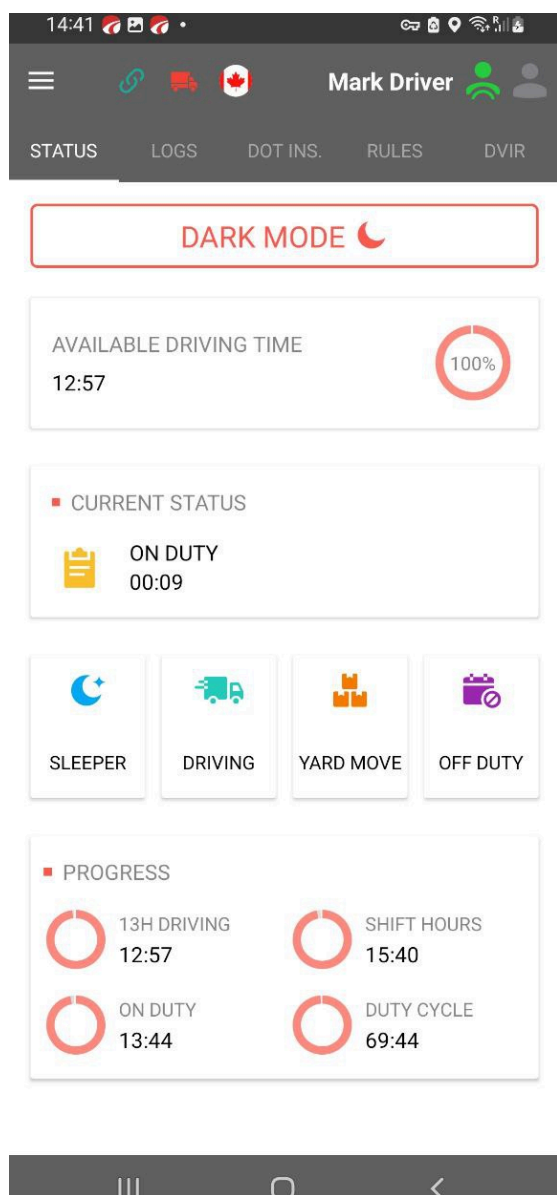 14:41
Mark Driver
STATUS LOGS DOT INS. RULES DVIR
DARK MODE
AVAILABLE DRIVING TIME
12:57
100%
CURRENT STATUS
ON DUTY
00:09
SLEEPER DRIVING YARD MOVE OFF DUTY
PROGRESS
13H DRIVING
12:57
SHIFT HOURS
15:40
ON DUTY
13:44
DUTY CYCLE
69:44